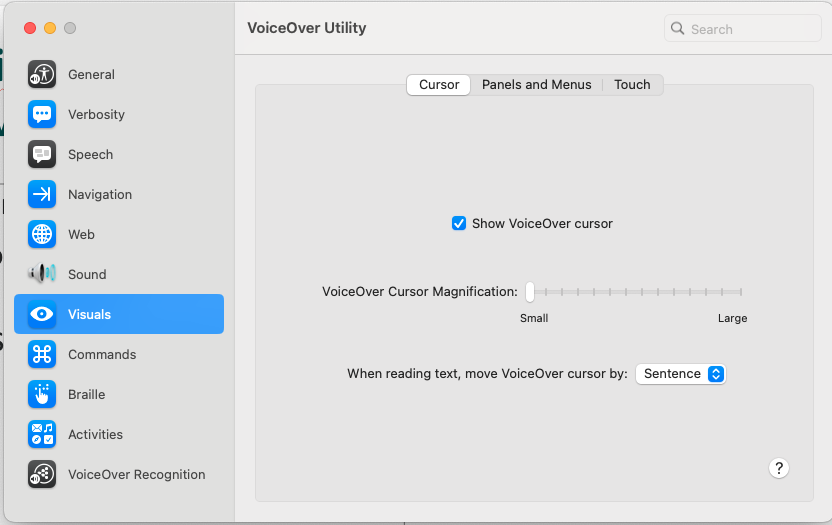 VoiceOver Utility
Search
General
Verbosity
Speech
Navigation
Web
Sound
Visuals
Commands
Braille
Activities
VoiceOver Recognition
Cursor
Panels and Menus
Touch
Show VoiceOver cursor
VoiceOver Cursor Magnification:
Small
Large
When reading text, move VoiceOver cursor by: Sentence
?